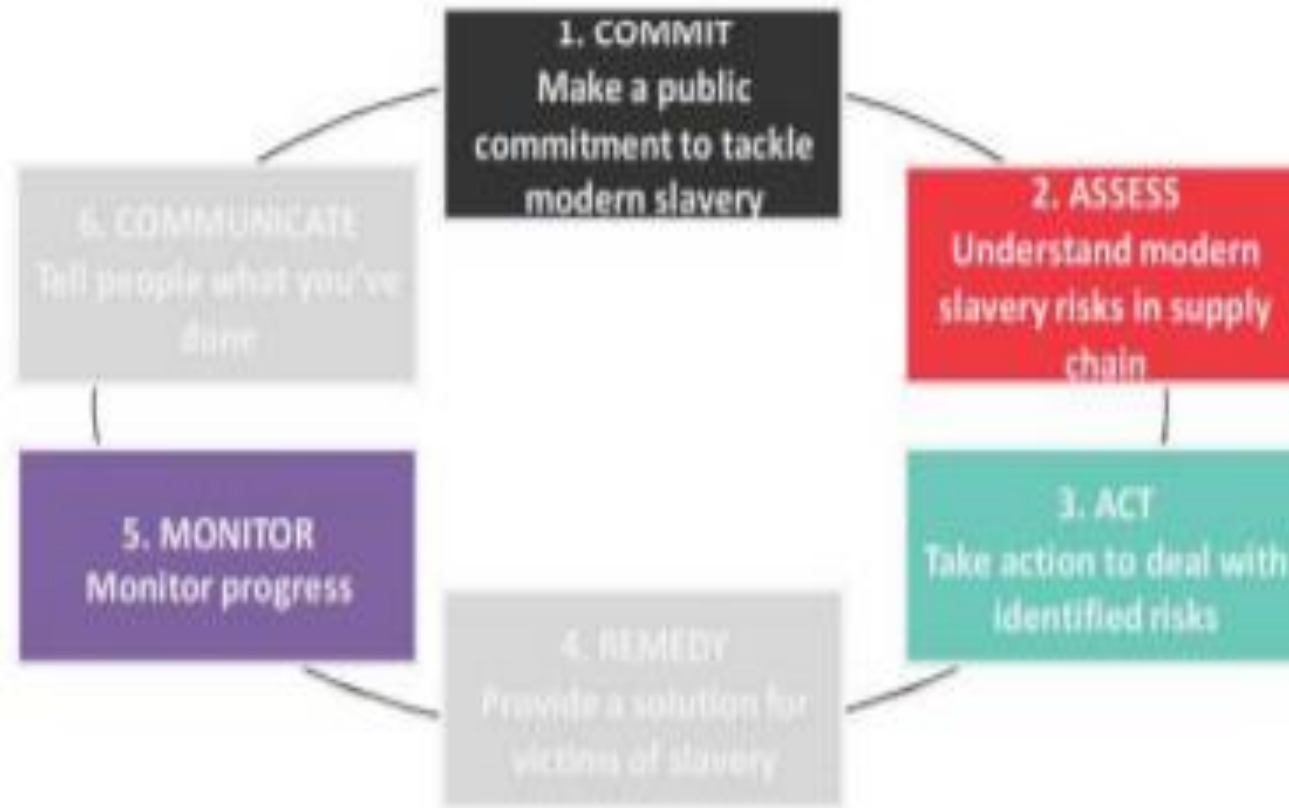 1. COMMIT
Make a public
commitment to tackle
modern slavery
2. ASSESS
Understand modern
slavery risks in supply
chain
3. ACT
Take action to deal with
identified risks
4. REMEDY
Provide a solution for
victims of slavery
5. MONITOR
Monitor progress
6. COMMUNICATE
Tell people what you've
done